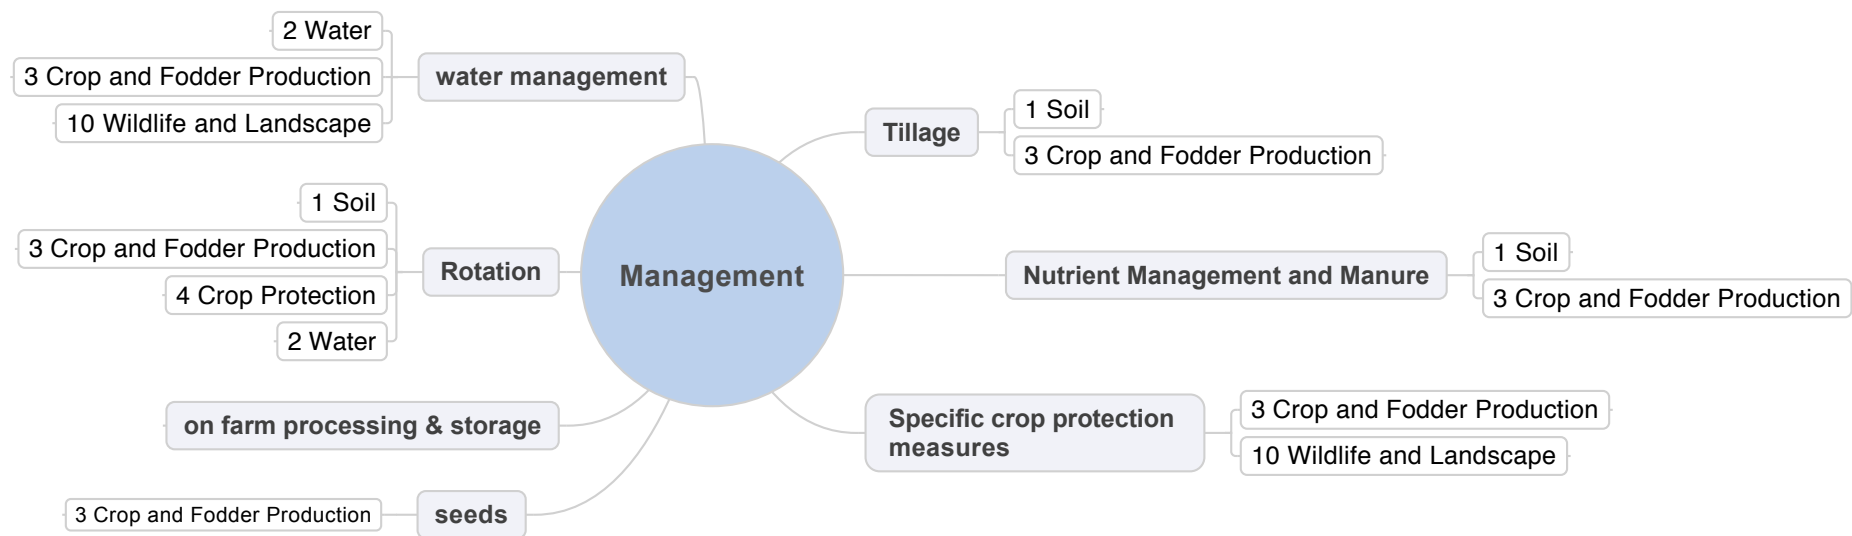 2 Water
3 Crop and Fodder Production
10 Wildlife and Landscape
water management
1 Soil
3 Crop and Fodder Production
4 Crop Protection
2 Water
Rotation
on farm processing & storage
3 Crop and Fodder Production
seeds
Management
Tillage
1 Soil
3 Crop and Fodder Production
Nutrient Management and Manure
1 Soil
3 Crop and Fodder Production
Specific crop protection
measures
3 Crop and Fodder Production
10 Wildlife and Landscape